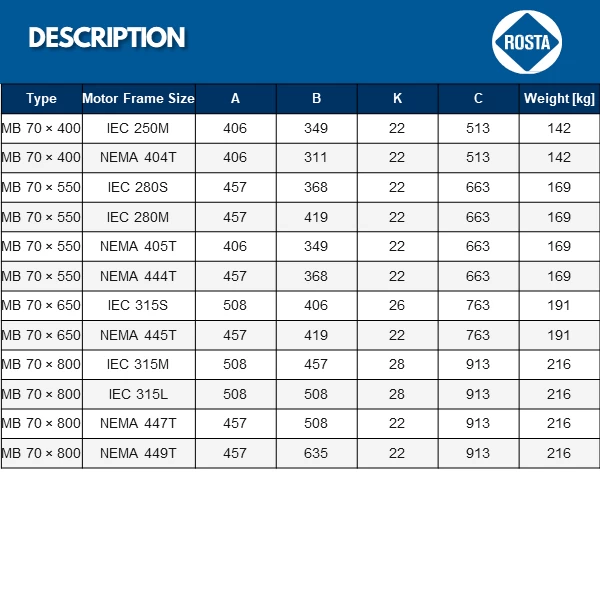 DESCRIPTION
ROSTA
Type Motor Frame Size A B K C Weight [kg]
MB 70 × 400 IEC 250M 406 349 22 513 142
MB 70 × 400 NEMA 404T 406 311 22 513 142
MB 70 × 550 IEC 280S 457 368 22 663 169
MB 70 × 550 IEC 280M 457 419 22 663 169
MB 70 × 550 NEMA 405T 406 349 22 663 169
MB 70 × 550 NEMA 444T 457 368 22 663 169
MB 70 × 650 IEC 315S 508 406 26 763 191
MB 70 × 650 NEMA 445T 457 419 22 763 191
MB 70 × 800 IEC 315M 508 457 28 913 216
MB 70 × 800 IEC 315L 508 508 28 913 216
MB 70 × 800 NEMA 447T 457 508 22 913 216
MB 70 × 800 NEMA 449T 457 635 22 913 216